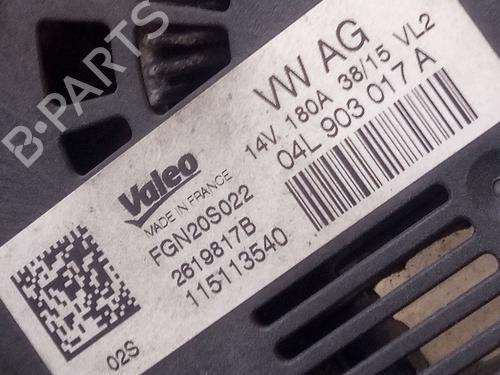 B-PARTS
VW AG
14V 180A 38/15 VL2
04L 903 017 A
Valeo
MADE IN FRANCE
FGN20S022
2619817B
115113540
02S